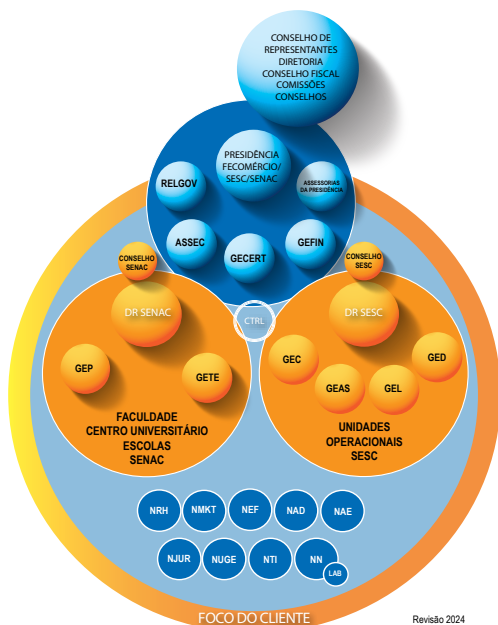 CONSELHO DE
REPRESENTANTES
DIRETORIA
CONSELHO FISCAL
COMISSÕES
CONSELHOS
PRESIDÊNCIA
FECOMÉRCIO/
SESC/SENAC
RELGOV
ASSESSORIAS
DA PRESIDÊNCIA
ASSEC
GECERT
GEFIN
CONSELHO
SENAC
CONSELHO
SESC
DR SENAC
CTRL
DR SESC
GEP
GETE
GEC
GEAS
GEL
GED
FACULDADE
CENTRO UNIVERSITÁRIO
ESCOLAS
SENAC
UNIDADES
OPERACIONAIS
SESC
NRH
NMKT
NEF
NAD
NAE
NJUR
NUGE
NTI
NN
LAB
FOCO DO CLIENTE
Revisão 2024